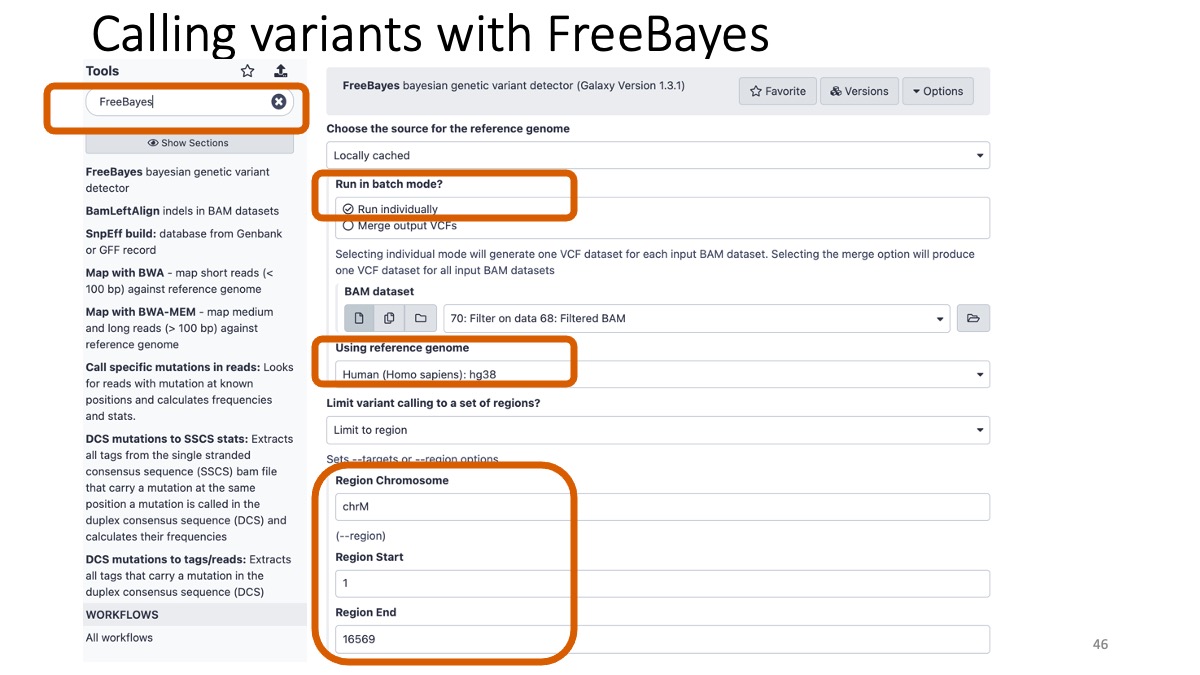 Calling variants with FreeBayes
Tools
FreeBayes
Show Sections
FreeBayes bayesian genetic variant
detector
BamLeftAlign indels in BAM datasets
SnpEff build: database from Genbank
or GFF record
Map with BWA - map short reads (<
100 bp) against reference genome
Map with BWA-MEM - map medium
and long reads (> 100 bp) against
reference genome
Call specific mutations in reads: Looks
for reads with mutation at known
positions and calculates frequencies
and stats.
DCS mutations to SSCS stats: Extracts
all tags from the single stranded
consensus sequence (SSCS) bam file
that carry a mutation at the same
position a mutation is called in the
duplex consensus sequence (DCS) and
calculates their frequencies
DCS mutations to tags/reads: Extracts
all tags that carry a mutation in the
duplex consensus sequence (DCS)
WORKFLOWS
All workflows
FreeBayes bayesian genetic variant detector (Galaxy Version 1.3.1)
Favorite
Versions
Options
Choose the source for the reference genome
Locally cached
Run in batch mode?
Run individually
Merge output VCFs
Selecting individual mode will generate one VCF dataset for each input BAM dataset. Selecting the merge option will produce
one VCF dataset for all input BAM datasets
BAM dataset
70: Filter on data 68: Filtered BAM
Using reference genome
Human (Homo sapiens): hg38
Limit variant calling to a set of regions?
Limit to region
Sets --targets or --region options
Region Chromosome
chrM
(--region)
Region Start
1
Region End
16569
46